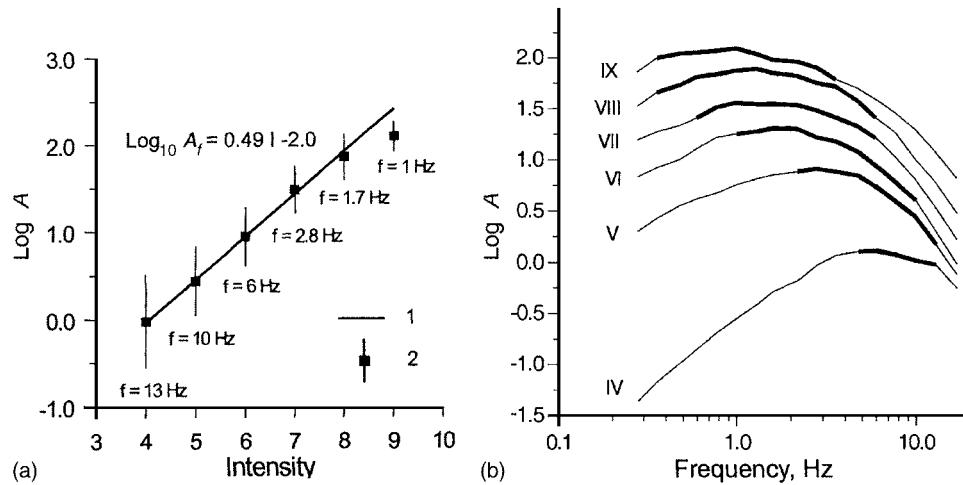 3.0
2.0
1.0
0.0
-1.0
Log A
Log10 Af = 0.49 I -2.0
f = 1 Hz
f = 1.7 Hz
f = 2.8 Hz
f = 6 Hz
f = 10 Hz
f = 13 Hz
1
2
3 4 5 6 7 8 9 10
Intensity
(a)
2.0
1.5
1.0
0.5
0.0
-0.5
-1.0
-1.5
Log A
IX
VIII
VII
VI
V
IV
0.1 1.0 10.0
Frequency, Hz
(b)